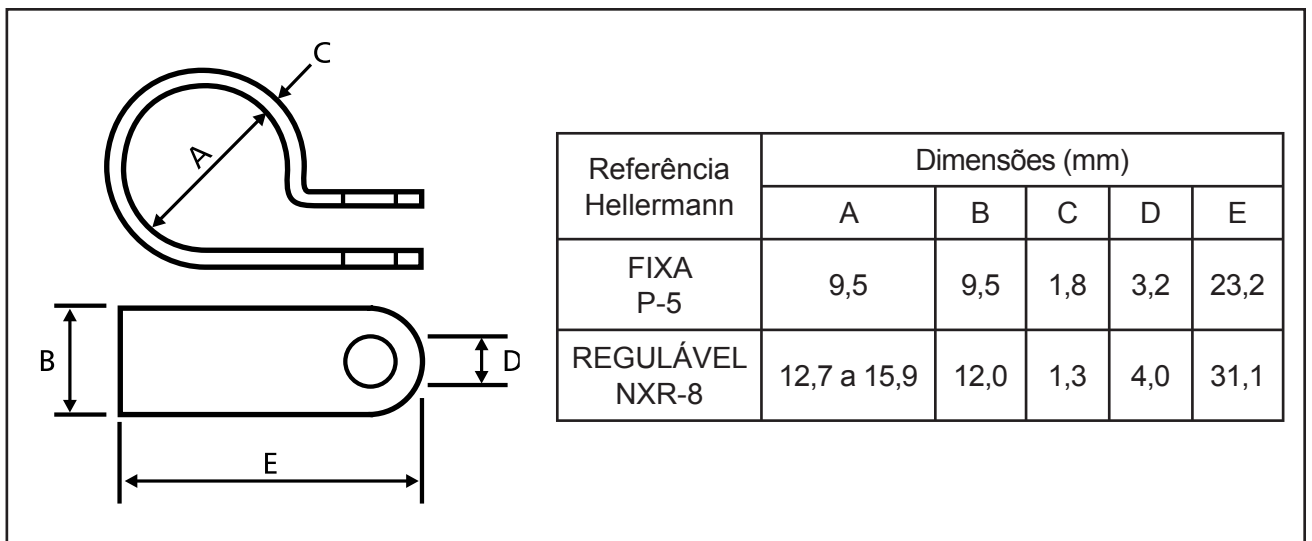 C
A
B
D
E
Referência Hellermann Dimensões (mm)
A B C D E
FIXA P-5 9,5 9,5 1,8 3,2 23,2
REGULÁVEL NXR-8 12,7 a 15,9 12,0 1,3 4,0 31,1